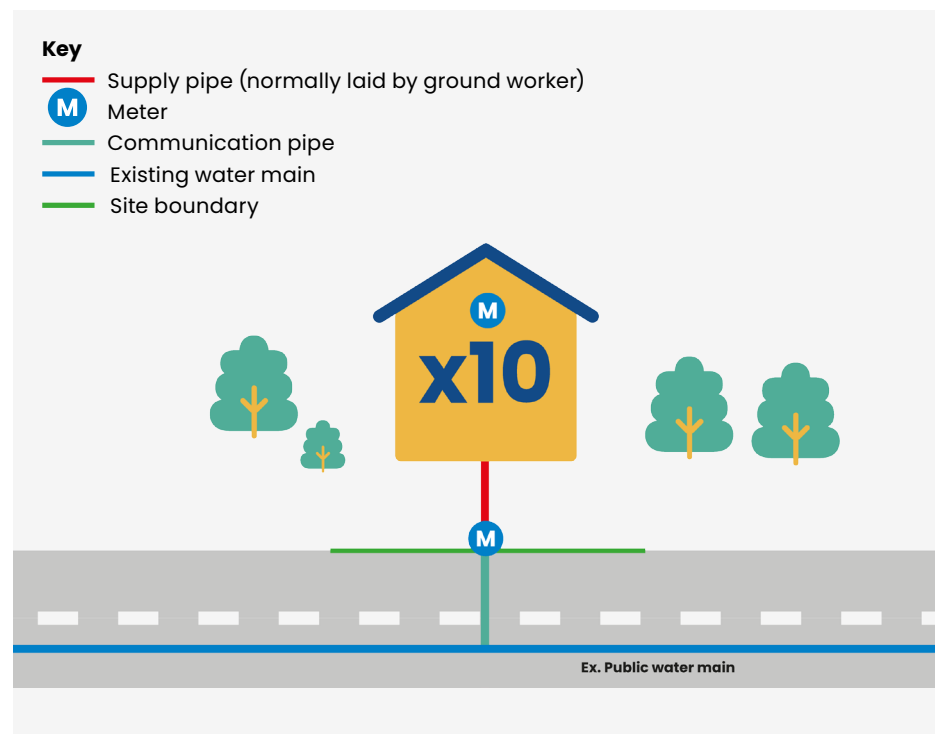 Key
Supply pipe (normally laid by ground worker)
M Meter
Communication pipe
Existing water main
Site boundary
M
x10
M
Ex. Public water main